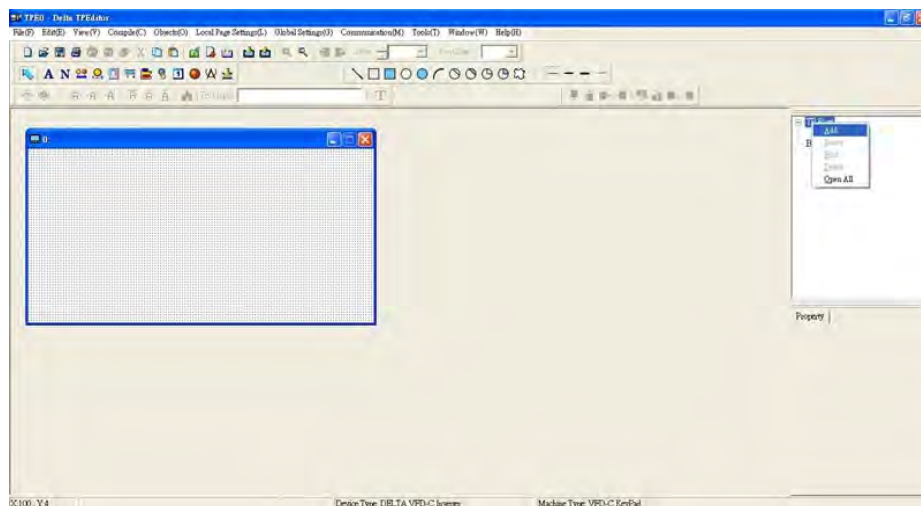 TPE0 - Delta TPEditor
File(F) Edit(E) View(V) Compile(C) Objects(O) Local Page Settings(L) Global Settings(G) Communication(M) Tools(T) Window(W) Help(H)
0
Add
Open All
Property
X:100 Y:4 Device Type: DELTA VFD-C Inverter Machine Type: VFD-C KeyPad